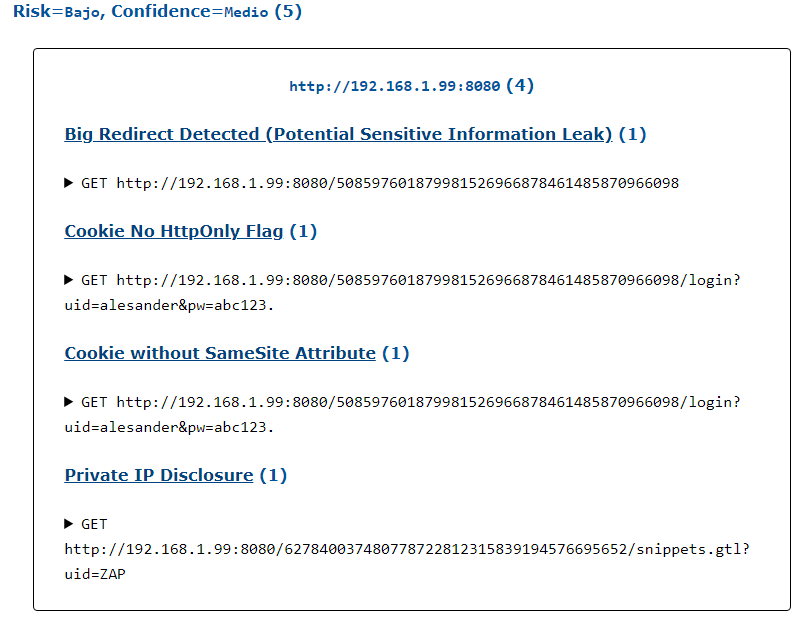 Risk=Bajo, Confidence=Medio (5)
http://192.168.1.99:8080 (4)
Big Redirect Detected (Potential Sensitive Information Leak) (1)
▶ GET http://192.168.1.99:8080/508597601879981526966878461485870966098
Cookie No HttpOnly Flag (1)
▶ GET http://192.168.1.99:8080/508597601879981526966878461485870966098/login?
uid=alesander&pw=abc123.
Cookie without SameSite Attribute (1)
▶ GET http://192.168.1.99:8080/508597601879981526966878461485870966098/login?
uid=alesander&pw=abc123.
Private IP Disclosure (1)
▶ GET
http://192.168.1.99:8080/627840037480778722812315839194576695652/snippets.gtl?
uid=ZAP